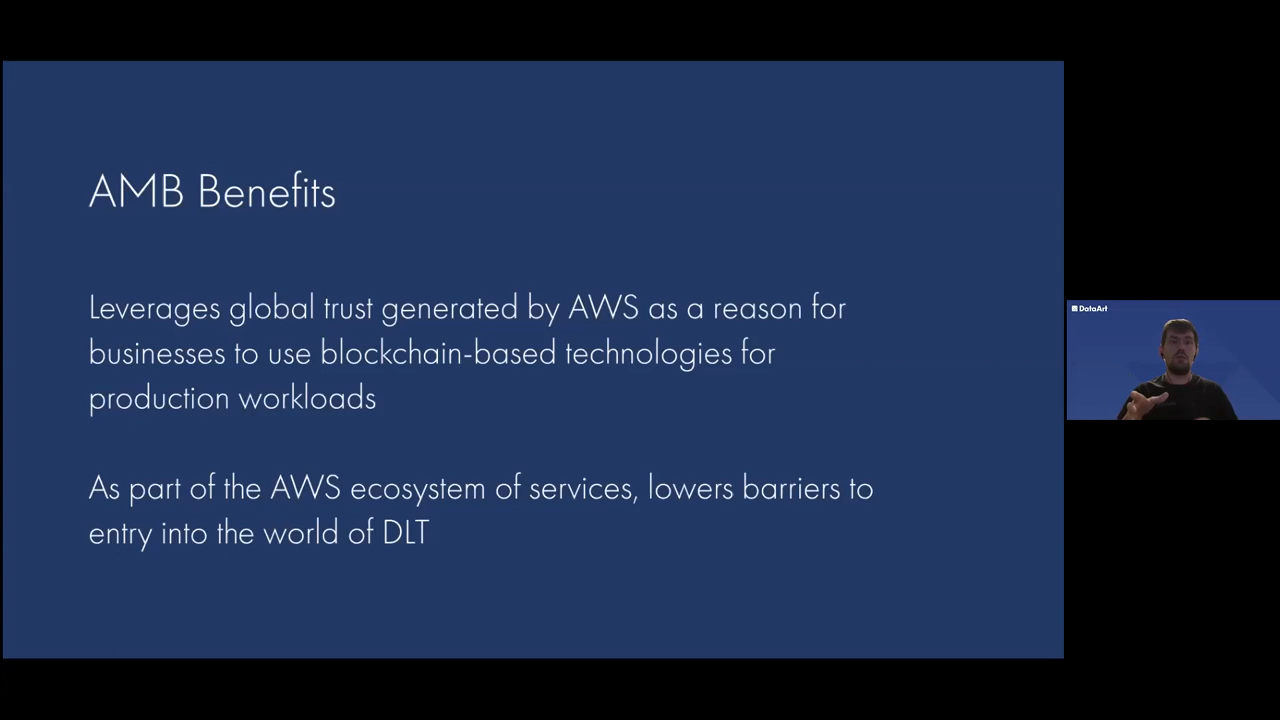 AMB Benefits
Leverages global trust generated by AWS as a reason for
businesses to use blockchain-based technologies for
production workloads
As part of the AWS ecosystem of services, lowers barriers to
entry into the world of DLT
DataArt